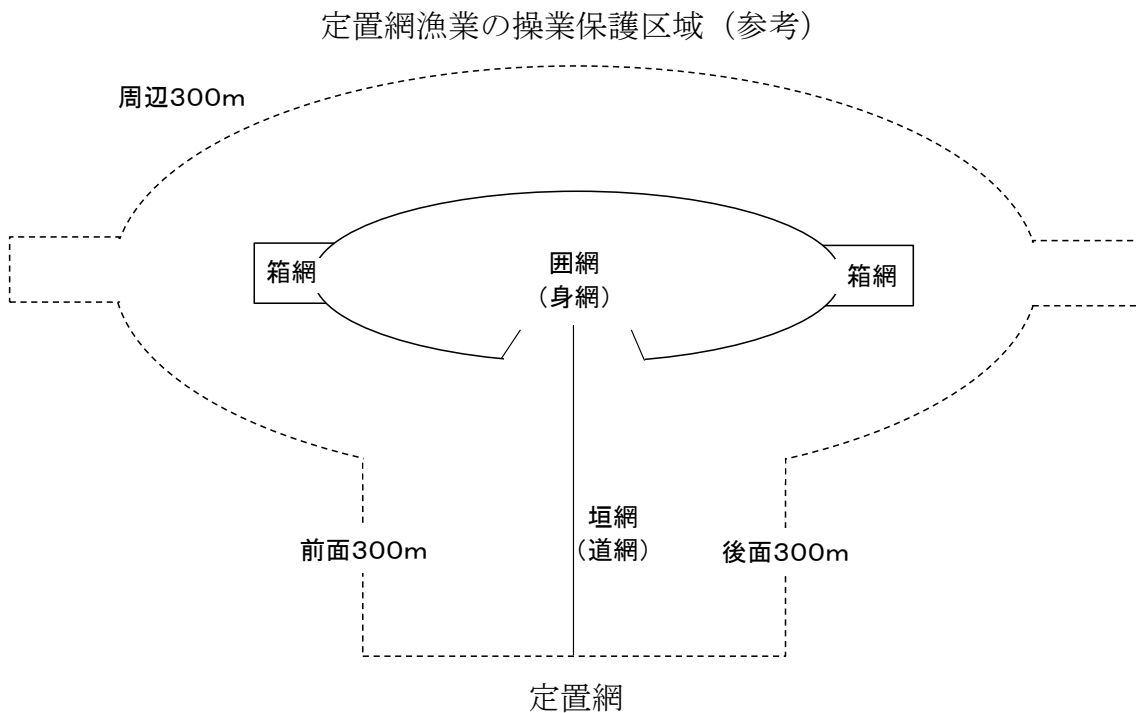 定置網漁業の操業保護区域（参考）
周辺300m
箱網
囲網
（身網）
箱網
垣網
（道網）
前面300m
後面300m
定置網